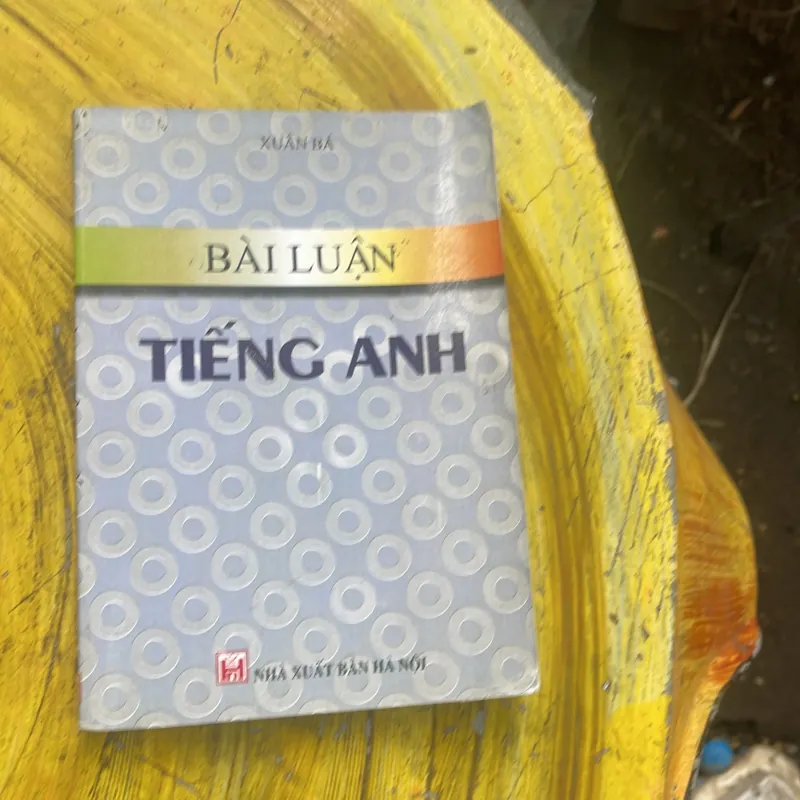 XUÂN BÁ
BÀI LUẬN
TIẾNG ANH
NHÀ XUẤT BẢN HÀ NỘI